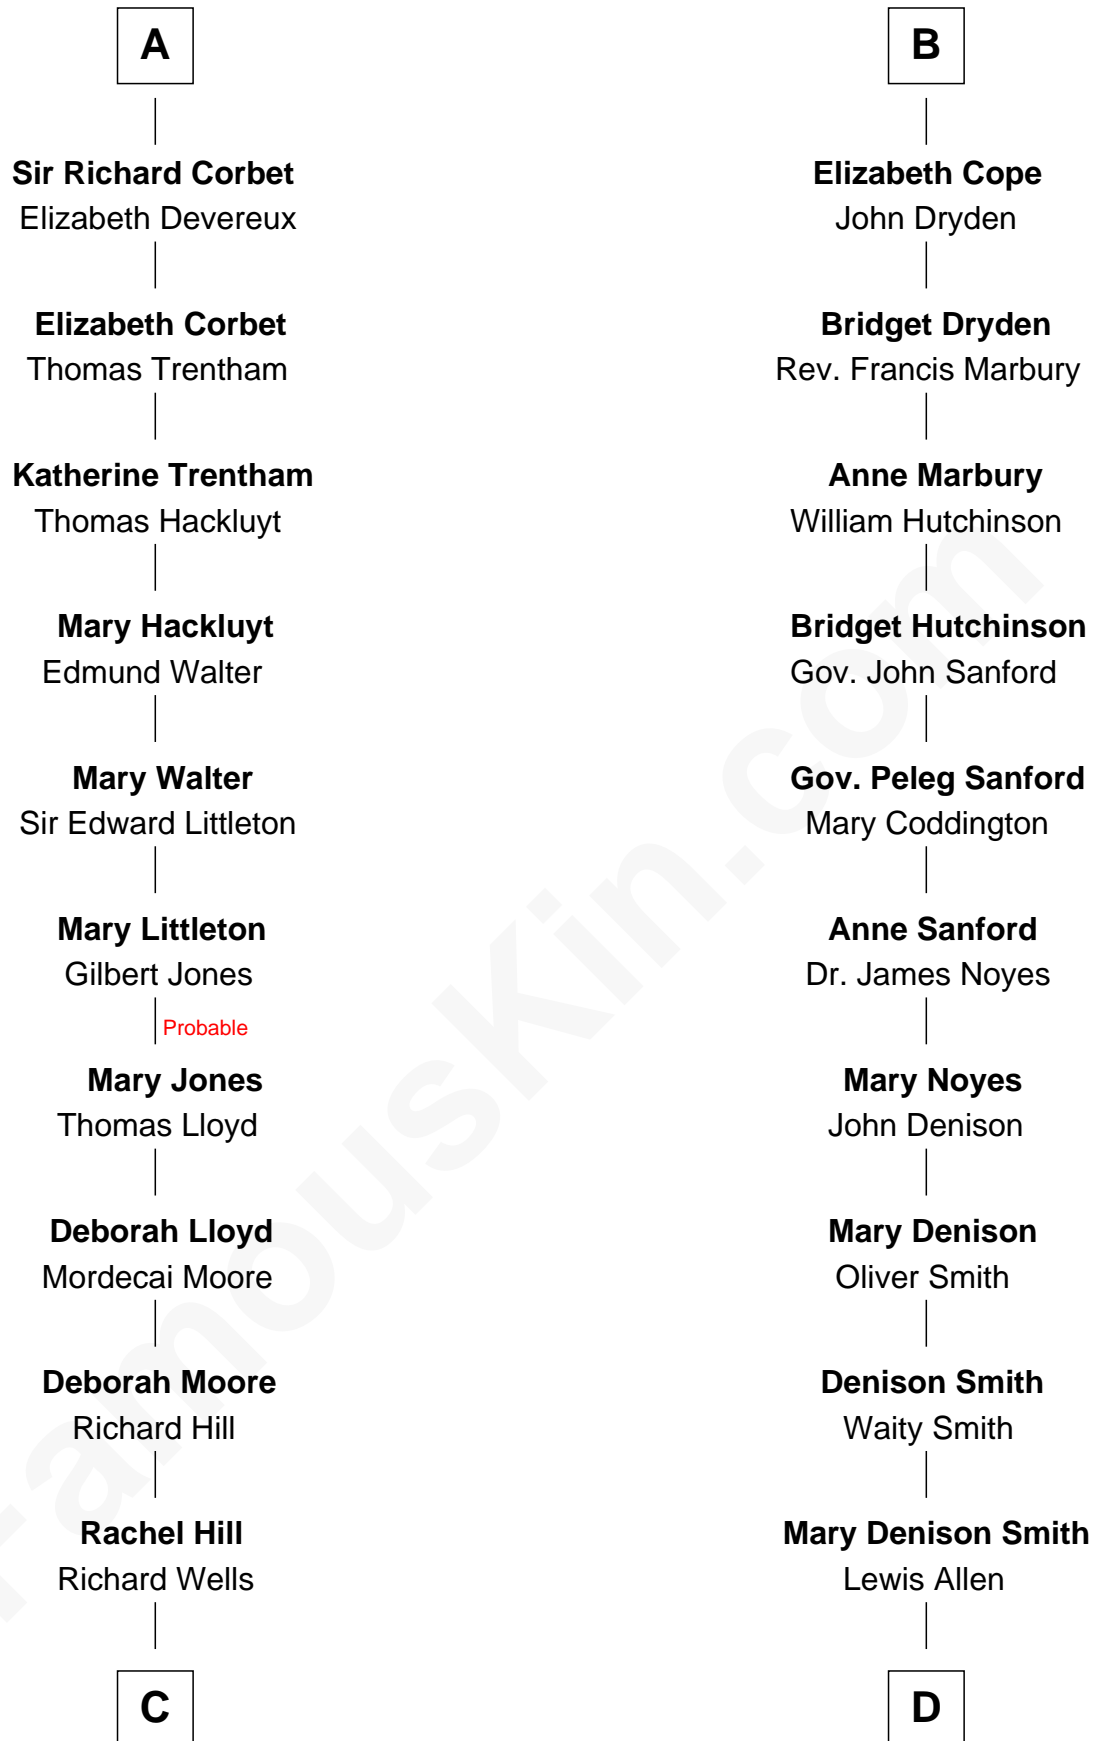 A
Sir Richard Corbet
Elizabeth Devereux
Elizabeth Corbet
Thomas Trentham
Katherine Trentham
Thomas Hackluyt
Mary Hackluyt
Edmund Walter
Mary Walter
Sir Edward Littleton
Mary Littleton
Gilbert Jones
Probable
Mary Jones
Thomas Lloyd
Deborah Lloyd
Mordecai Moore
Deborah Moore
Richard Hill
Rachel Hill
Richard Wells
C
B
Elizabeth Cope
John Dryden
Bridget Dryden
Rev. Francis Marbury
Anne Marbury
William Hutchinson
Bridget Hutchinson
Gov. John Sanford
Gov. Peleg Sanford
Mary Coddington
Anne Sanford
Dr. James Noyes
Mary Noyes
John Denison
Mary Denison
Oliver Smith
Denison Smith
Waity Smith
Mary Denison Smith
Lewis Allen
D
FamousKin.com